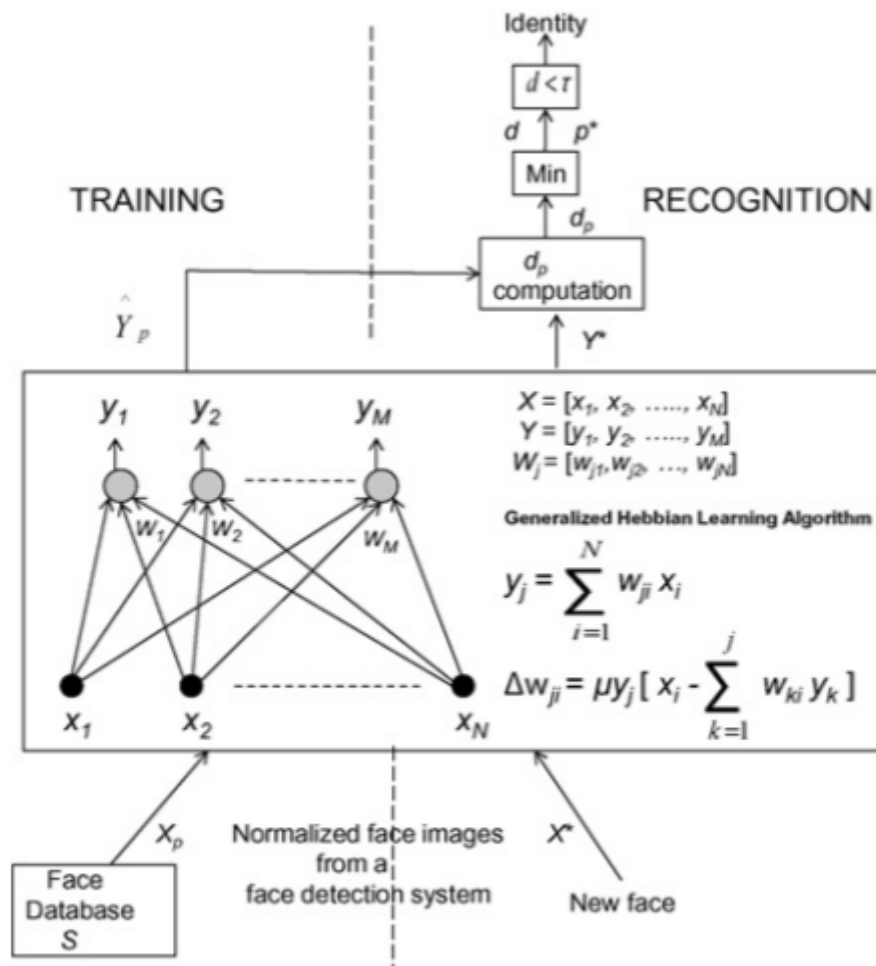 Identity
d < τ
d p*
Min
TRAINING
RECOGNITION
d_p
d_p
computation
Ŷ_p
Y*
y_1 y_2 y_M
X = [x_1, x_2, ....., x_N]
Y = [y_1, y_2, ....., y_M]
W_j = [w_j1,w_j2, ..., w_jN]
w_1 w_2 w_M
Generalized Hebbian Learning Algorithm
y_j = ∑_{i=1}^{N} w_ji x_i
Δw_ji = μy_j [ x_i - ∑_{k=1}^{j} w_ki y_k ]
x_1 x_2 x_N
X_p
Normalized face images
from a
face detection system
X*
Face
Database
S
New face